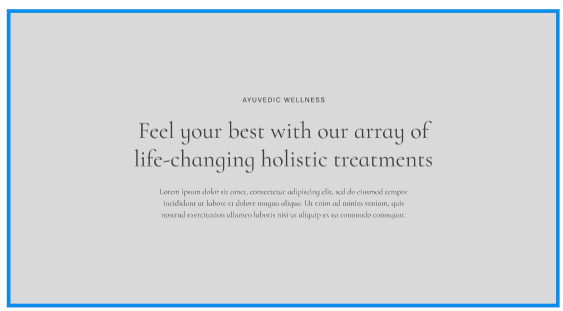 AYUVEDIC WELLNESS
Feel your best with our array of
life-changing holistic treatments
Lorem ipsum dolor sit amet, consectetur adipiscing elit, sed do eiusmod tempor
incididunt ut labore et dolore magna aliqua. Ut enim ad minim veniam, quis
nostrud exercitation ullamco laboris nisi ut aliquip ex ea commodo consequat.